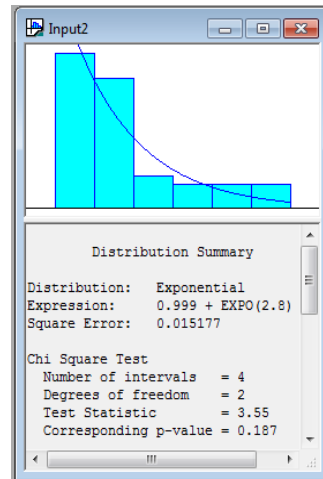 Input2
Distribution Summary
Distribution: Exponential
Expression: 0.999 + EXPO(2.8)
Square Error: 0.015177
Chi Square Test
Number of intervals = 4
Degrees of freedom = 2
Test Statistic = 3.55
Corresponding p-value = 0.187